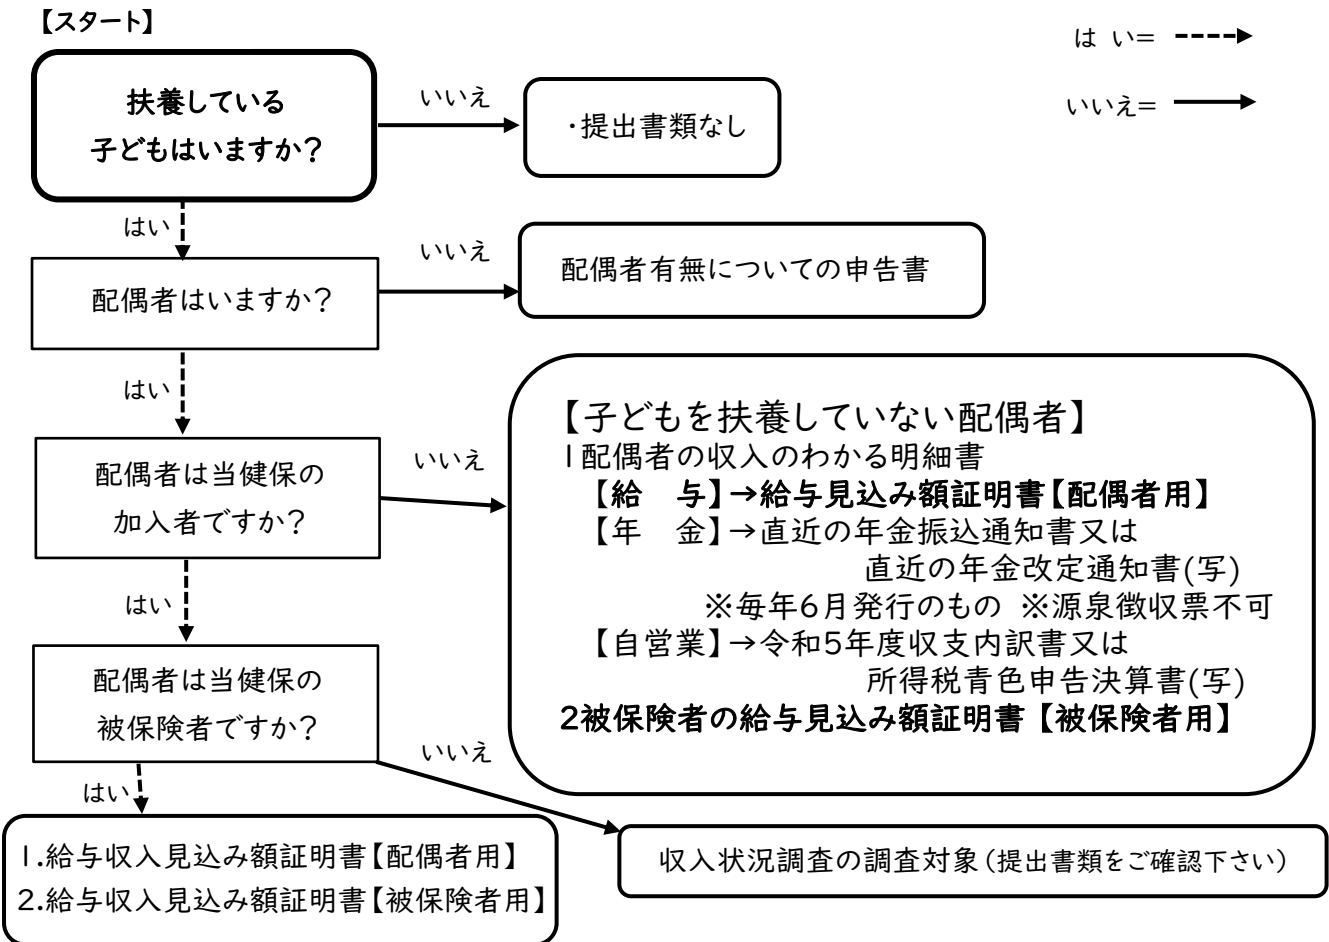 【スタート】
は い=
いいえ=
扶養している
子どもはいますか?
いいえ
・提出書類なし
はい
配偶者はいますか?
いいえ
配偶者有無についての申告書
はい
配偶者は当健保の
加入者ですか?
いいえ
【子どもを扶養していない配偶者】
1配偶者の収入のわかる明細書
【給　与】→給与見込み額証明書【配偶者用】
【年　金】→直近の年金振込通知書又は
直近の年金改定通知書(写)
※毎年6月発行のもの ※源泉徴収票不可
【自営業】→令和5年度収支内訳書又は
所得税青色申告決算書(写)
2被保険者の給与見込み額証明書【被保険者用】
はい
配偶者は当健保の
被保険者ですか?
いいえ
はい
1.給与収入見込み額証明書【配偶者用】
2.給与収入見込み額証明書【被保険者用】
収入状況調査の調査対象(提出書類をご確認下さい)